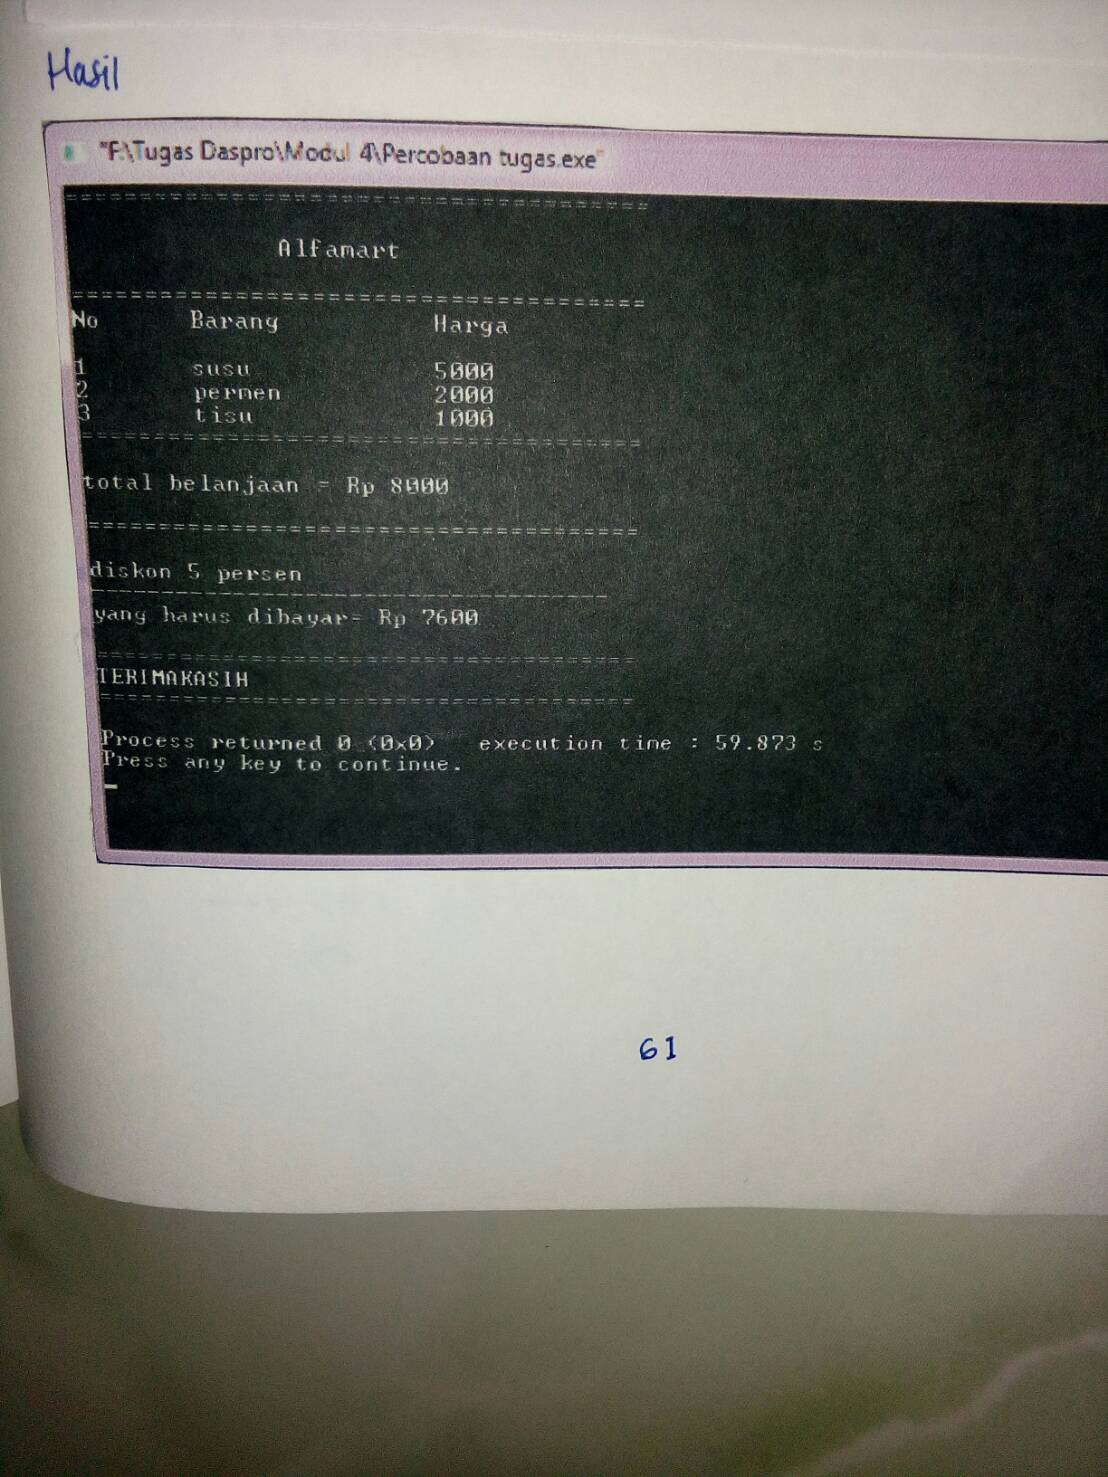 Hasil
"F:\Tugas Daspro\Modul 4\Percobaan tugas.exe"
================================================
Alfamart
================================================
No Barang Harga
1 susu 5000
2 permen 2000
3 tisu 1000
================================================
total belanjaan = Rp 8000
================================================
diskon 5 persen
------------------------------------------------
yang harus dibayar= Rp 7600
================================================
TERIMAKASIH
================================================
Process returned 0 (0x0) execution time : 59.873 s
Press any key to continue.
_
61